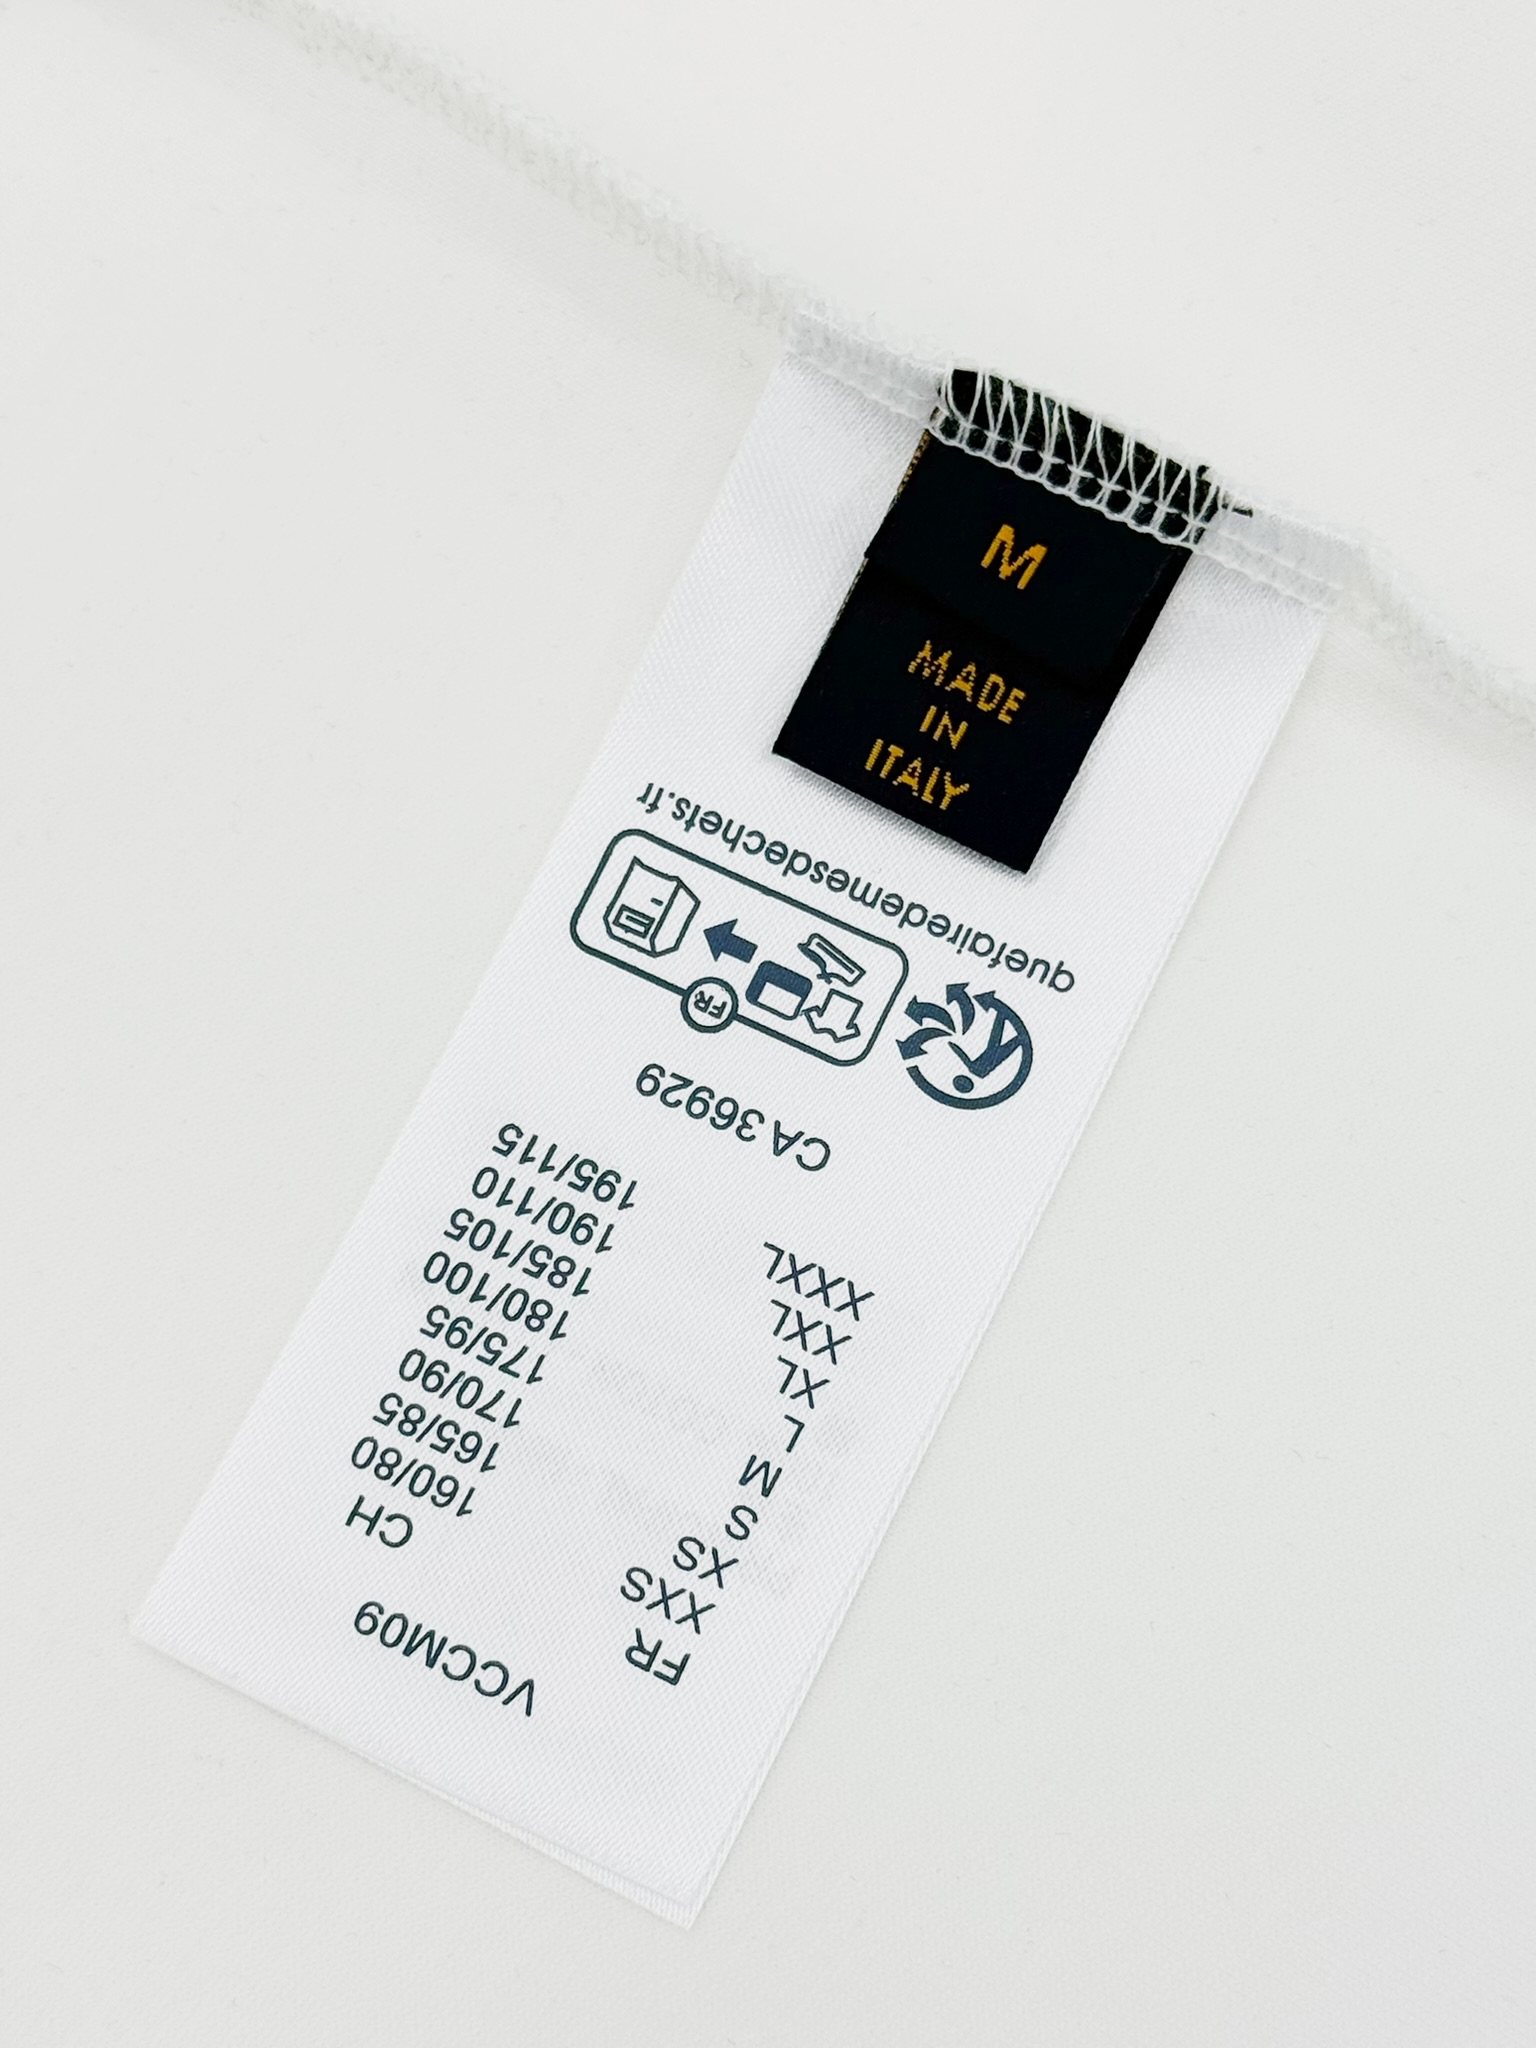 M
MADE
IN
ITALY
VCCM09
FR CH
XXS 160/80
XS 165/85
S 170/90
M 175/95
L 180/100
XL 185/105
XXL 190/110
XXXL 195/115
CA 36929
FR
quefairedemesdechets.fr